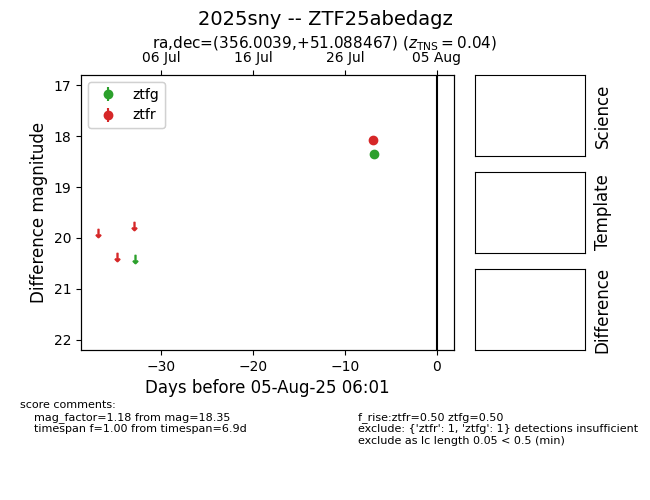 2025sny -- ZTF25abedagz
ra,dec=(356.0039,+51.088467) (z_TNS = 0.04)
06 Jul 16 Jul 26 Jul 05 Aug
ztfg
ztfr
17
18
19
20
21
22
Difference magnitude
−30 −20 −10 0
Days before 05-Aug-25 06:01
Science
Template
Difference
score comments:
mag_factor=1.18 from mag=18.35
timespan f=1.00 from timespan=6.9d
f_rise:ztfr=0.50 ztfg=0.50
exclude: {'ztfr': 1, 'ztfg': 1} detections insufficient
exclude as lc length 0.05 < 0.5 (min)